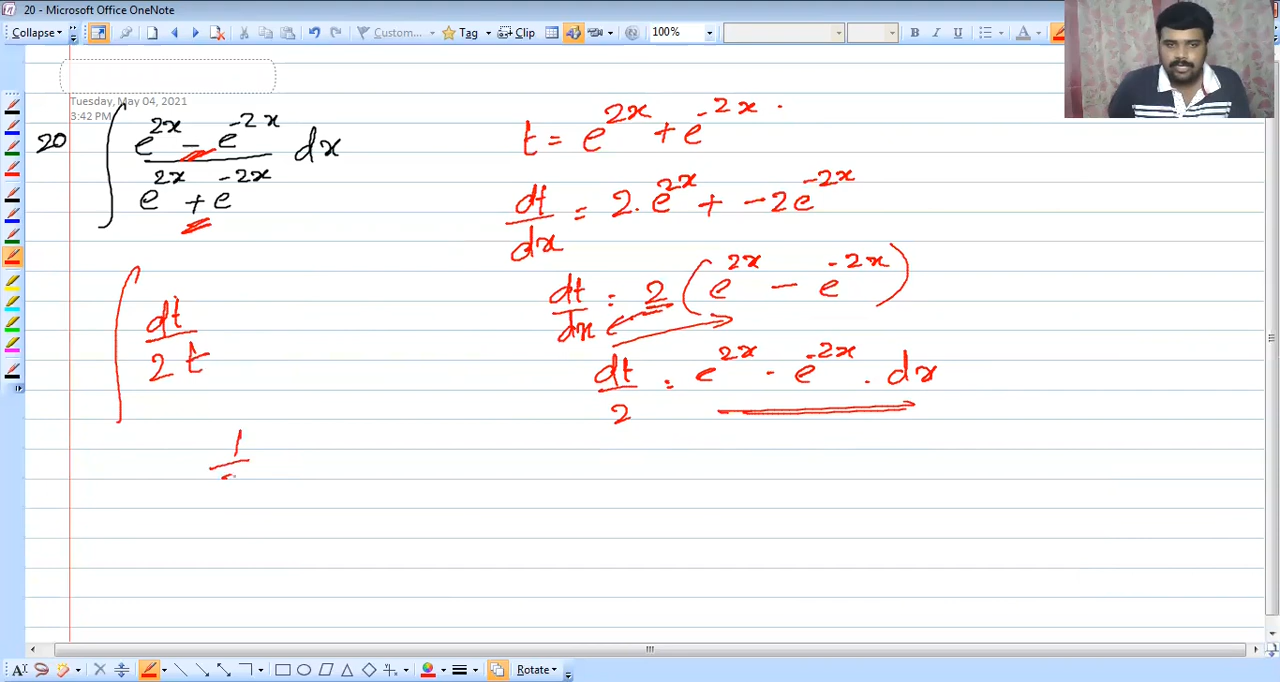 20 - Microsoft Office OneNote
Collapse Custom... Tag Clip 100% B I U A
Tuesday, May 04, 2021
3:42 PM
20 ∫ (e^{2x} - e^{-2x}) / (e^{2x} + e^{-2x}) dx
t = e^{2x} + e^{-2x} .
dt/dx = 2. e^{2x} + -2e^{-2x}
dt/dx = 2 (e^{2x} - e^{-2x})
dt/2 = e^{2x} - e^{-2x} . dx
∫ dt / 2t
1
Rotate